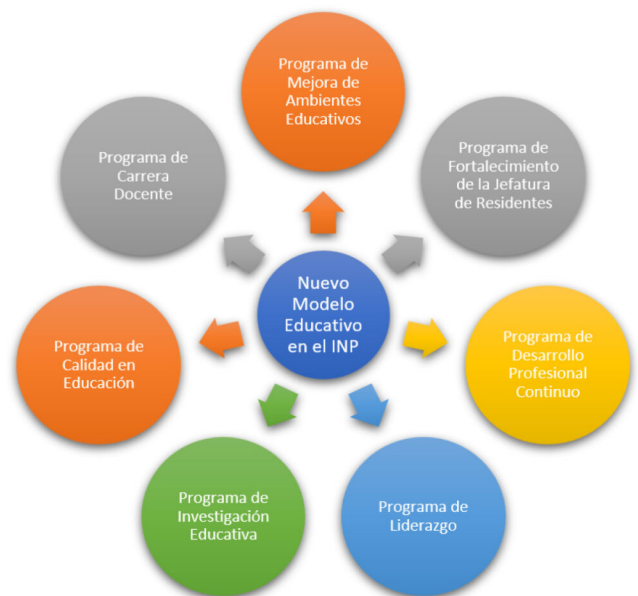 Programa de
Mejora de
Ambientes
Educativos
Programa de
Fortalecimiento
de la Jefatura
de Residentes
Programa de
Desarrollo
Profesional
Continuo
Programa de
Liderazgo
Programa de
Investigación
Educativa
Programa de
Calidad en
Educación
Programa de
Carrera
Docente
Nuevo
Modelo
Educativo
en el INP